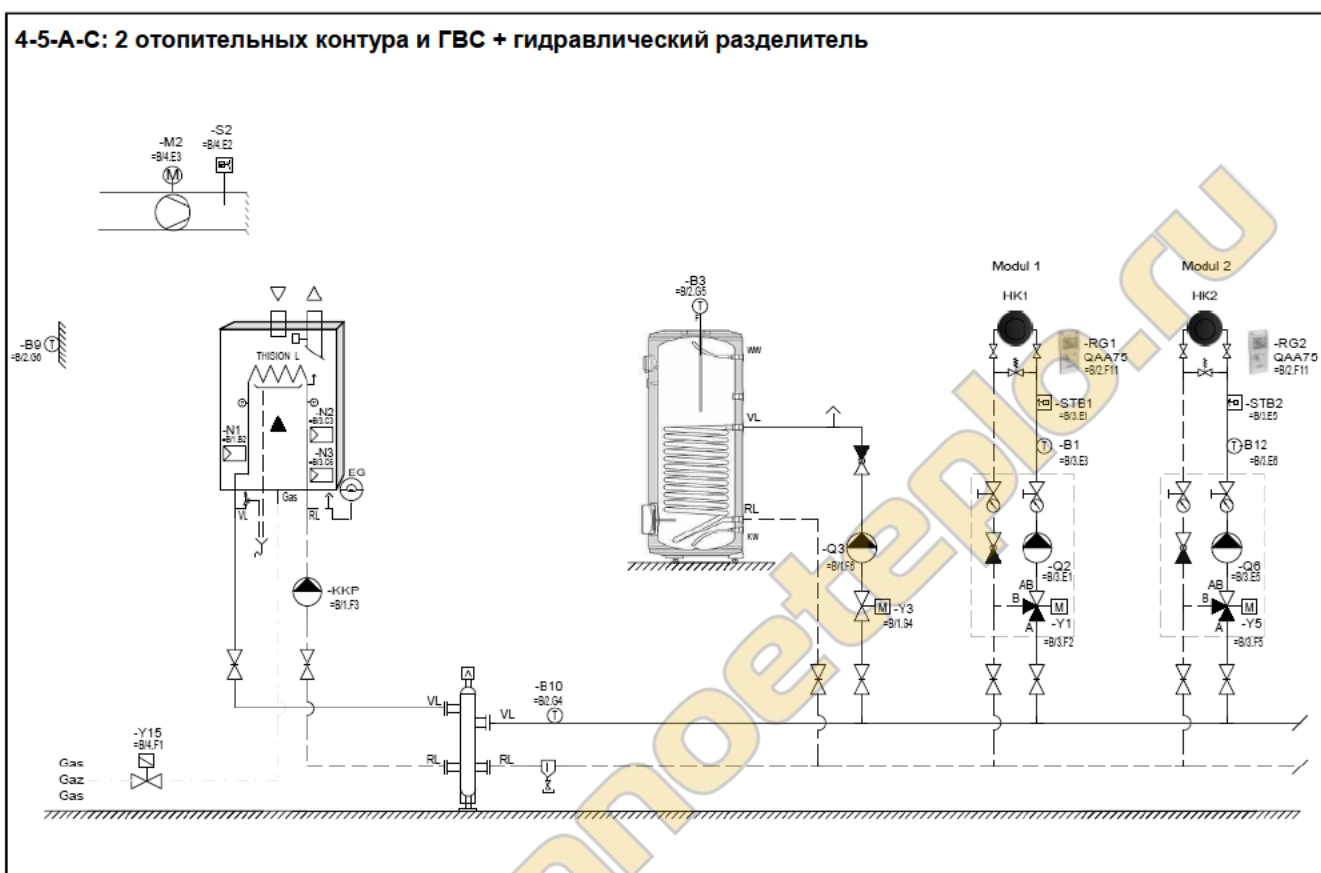 4-5-A-C: 2 отопительных контура и ГВС + гидравлический разделитель
-S2
=B/4.E2
-M2
=B/4.E3
M
Modul 1
Modul 2
-B3
=B/2.G5
T
F
HK1
HK2
-B9
T
=B/2.G6
THISION L
WW
-RG1
QAA75
=B/2.F11
-RG2
QAA75
=B/2.F11
-STB1
=B/3.E1
-STB2
=B/3.E5
VL
-N1
=B/1.B2
-N2
=B/3.C3
-N3
=B/3.C6
T
-B1
=B/3.E3
T
-B12
=B/2.E6
EG
VL
Gas
RL
RL
KW
-Q3
=B/1.F6
-Q2
=B/3.E1
-Q6
=B/3.E5
-KKP
=B/1.F3
M
-Y3
=B/1.G4
AB
B
A
M
-Y1
=B/3.F2
AB
B
A
M
-Y5
=B/3.F5
-B10
=B/2.G4
T
VL
VL
-Y15
=B/4.F1
RL
RL
Gas
Gaz
Gas
anoeteplo.ru